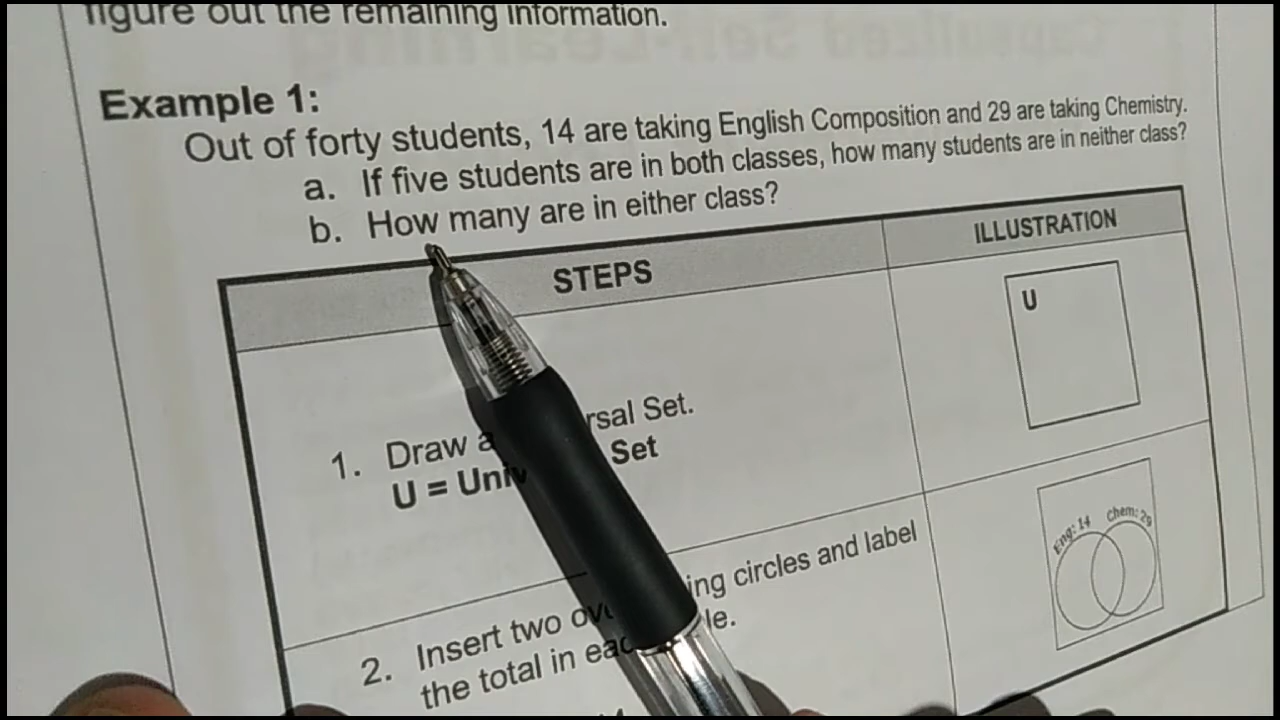 figure out the remaining information.
Example 1:
Out of forty students, 14 are taking English Composition and 29 are taking Chemistry.
a. If five students are in both classes, how many students are in neither class?
b. How many are in either class?
STEPS
ILLUSTRATION
1. Draw a rsal Set.
U = Univ Set
U
2. Insert two ov ing circles and label
the total in eac le.
Eng: 14
Chem: 29